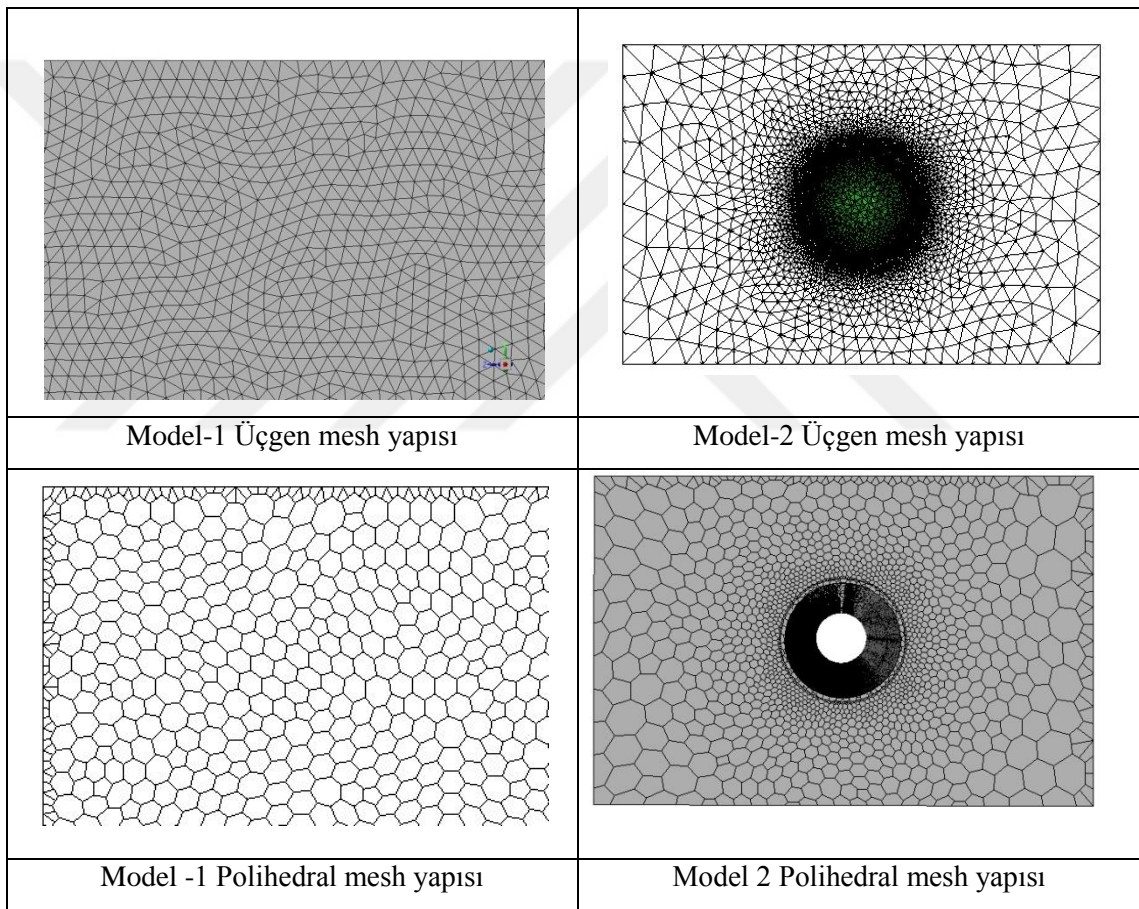 Model-1 Üçgen mesh yapısı
Model-2 Üçgen mesh yapısı
Model -1 Polihedral mesh yapısı
Model 2 Polihedral mesh yapısı